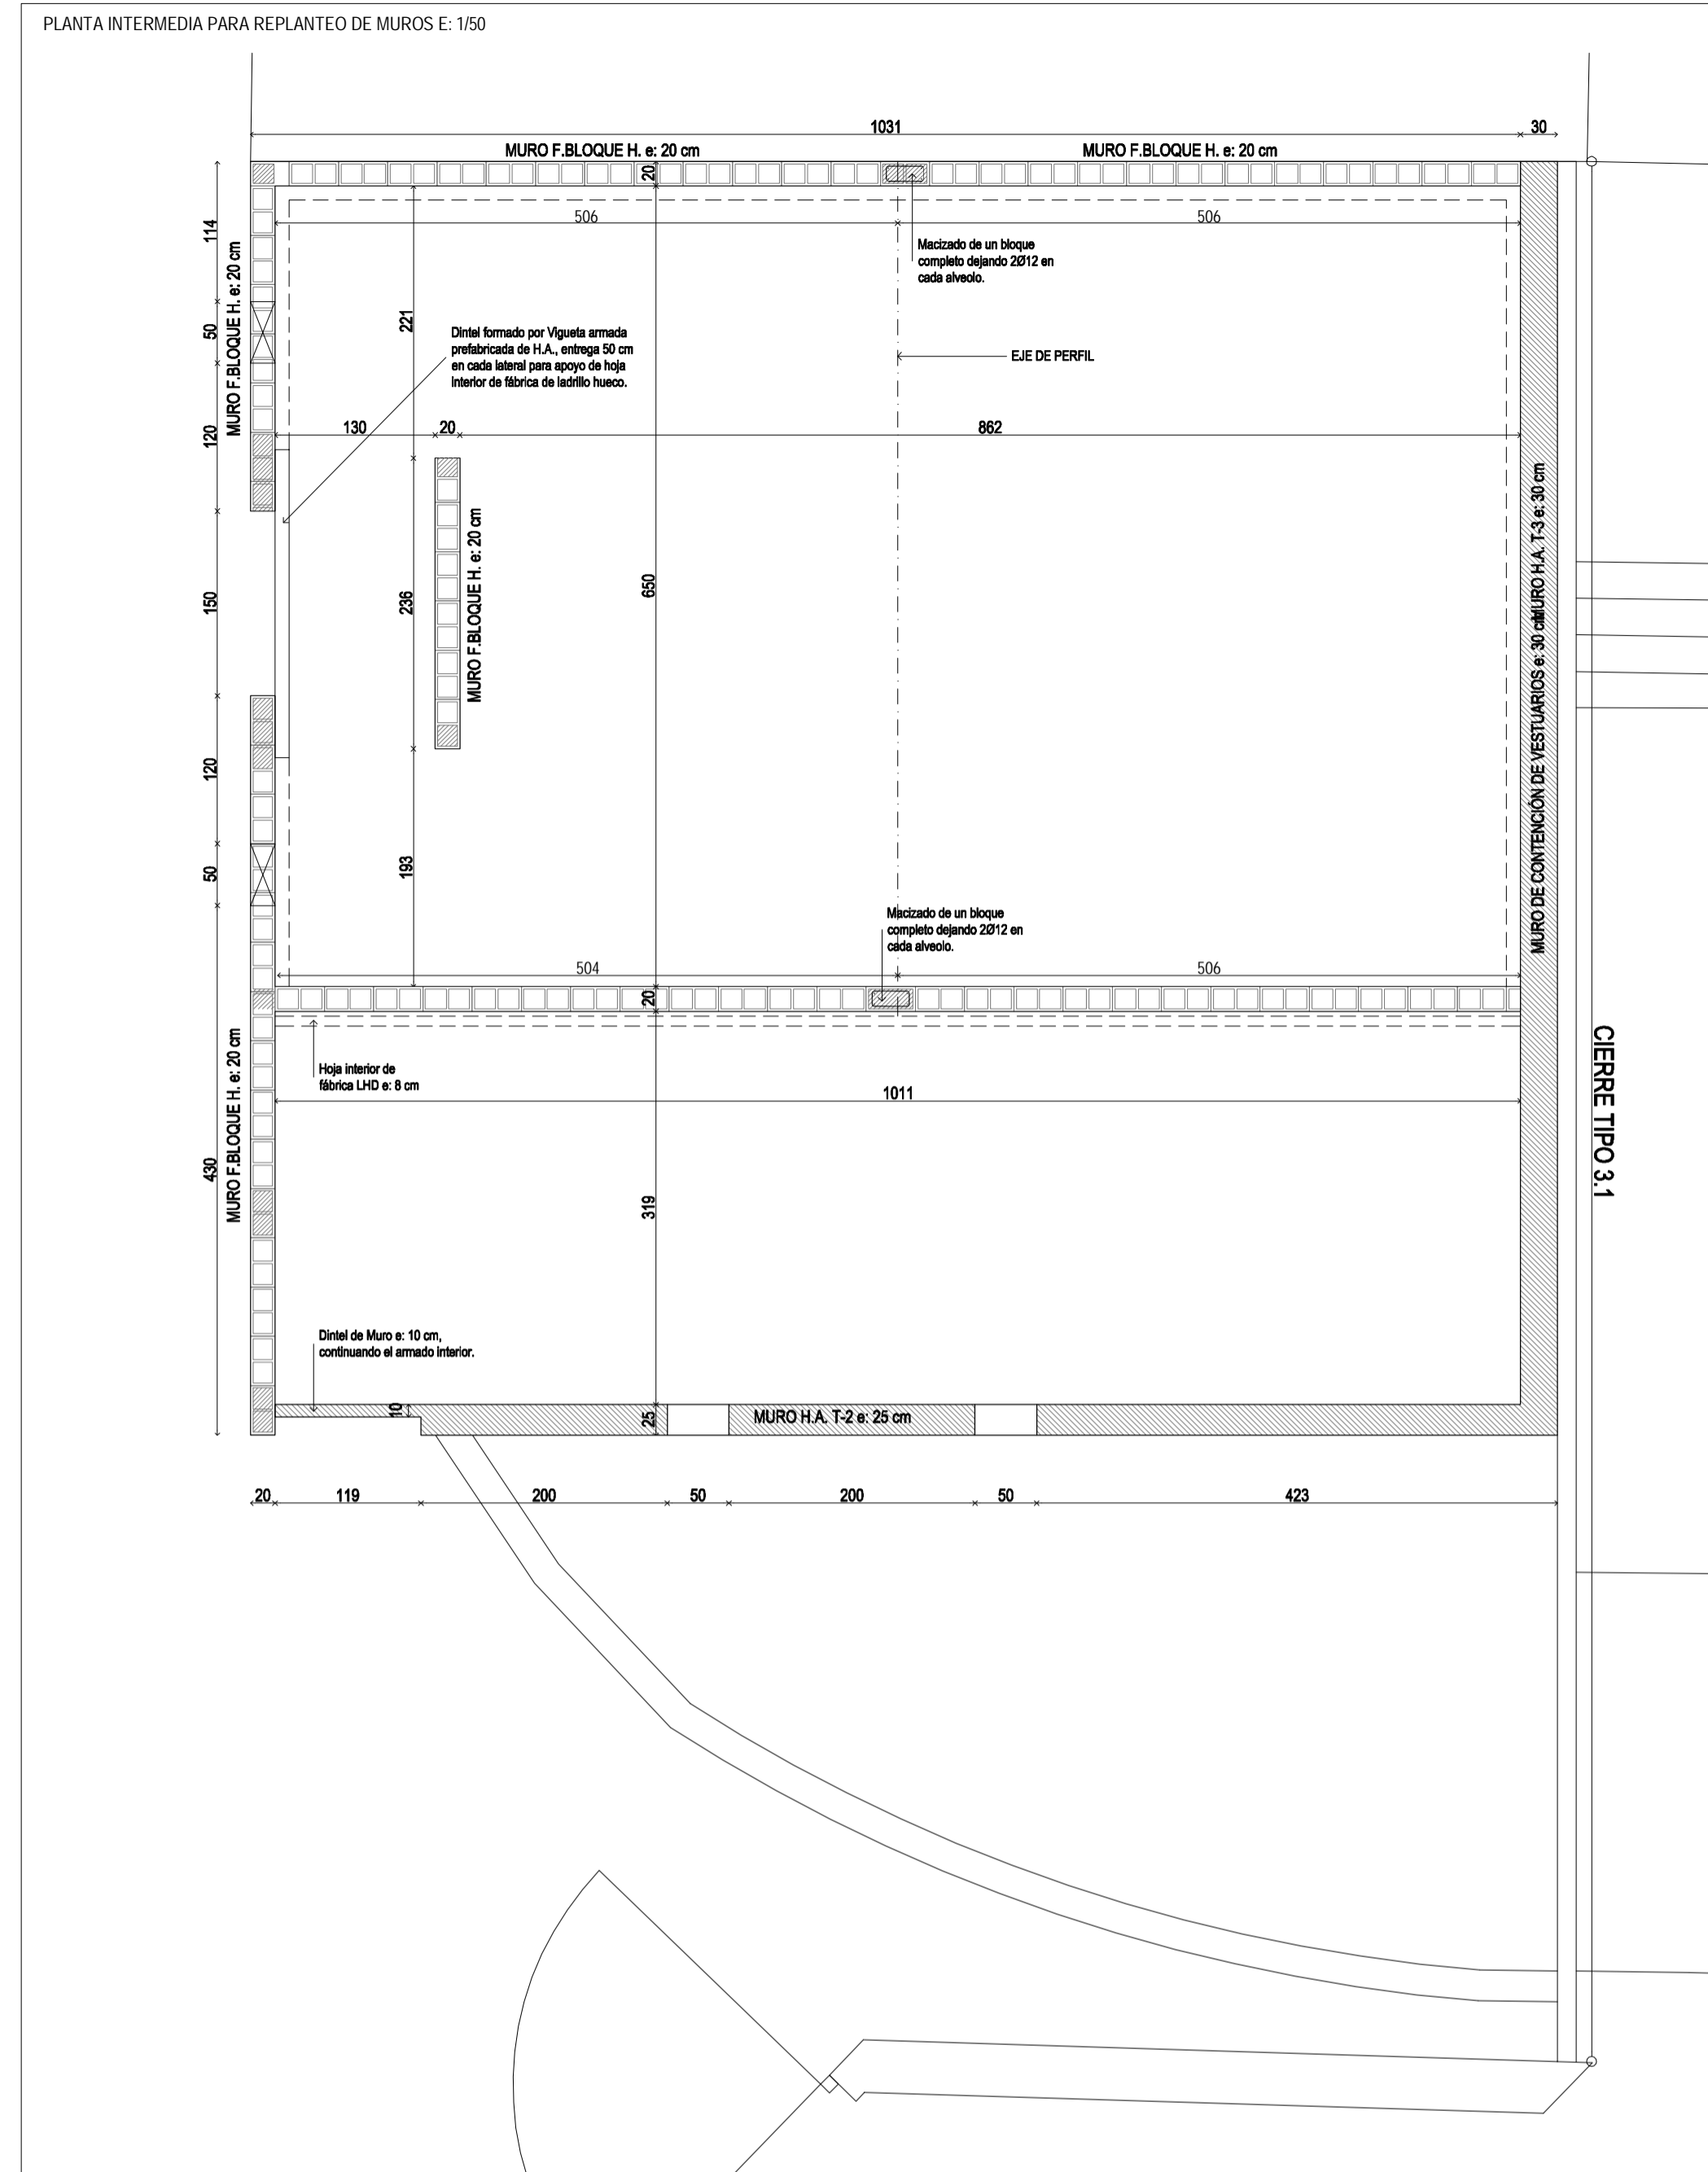 PLANTA INTERMEDIA PARA REPLANTEO DE MUROS E: 1/50
1031
30
MURO F.BLOQUE H. e: 20 cm
MURO F.BLOQUE H. e: 20 cm
20
506
506
114
MURO F.BLOQUE H. e: 20 cm
Macizado de un bloque
completo dejando 2Ø12 en
cada alveolo.
50
221
Dintel formado por Vigueta armada
prefabricada de H.A., entrega 50 cm
en cada lateral para apoyo de hoja
interior de fábrica de ladrillo hueco.
EJE DE PERFIL
120
130
20
862
MURO H.A. T-3 e: 30 cm
MURO DE CONTENCIÓN DE VESTUARIOS e: 30 cm
150
236
MURO F.BLOQUE H. e: 20 cm
650
120
50
193
Macizado de un bloque
completo dejando 2Ø12 en
cada alveolo.
504
506
20
CIERRE TIPO 3.1
Hoja interior de
fábrica LHD e: 8 cm
MURO F.BLOQUE H. e: 20 cm
1011
430
319
Dintel de Muro e: 10 cm,
continuando el armado interior.
10
25
MURO H.A. T-2 e: 25 cm
20
119
200
50
200
50
423